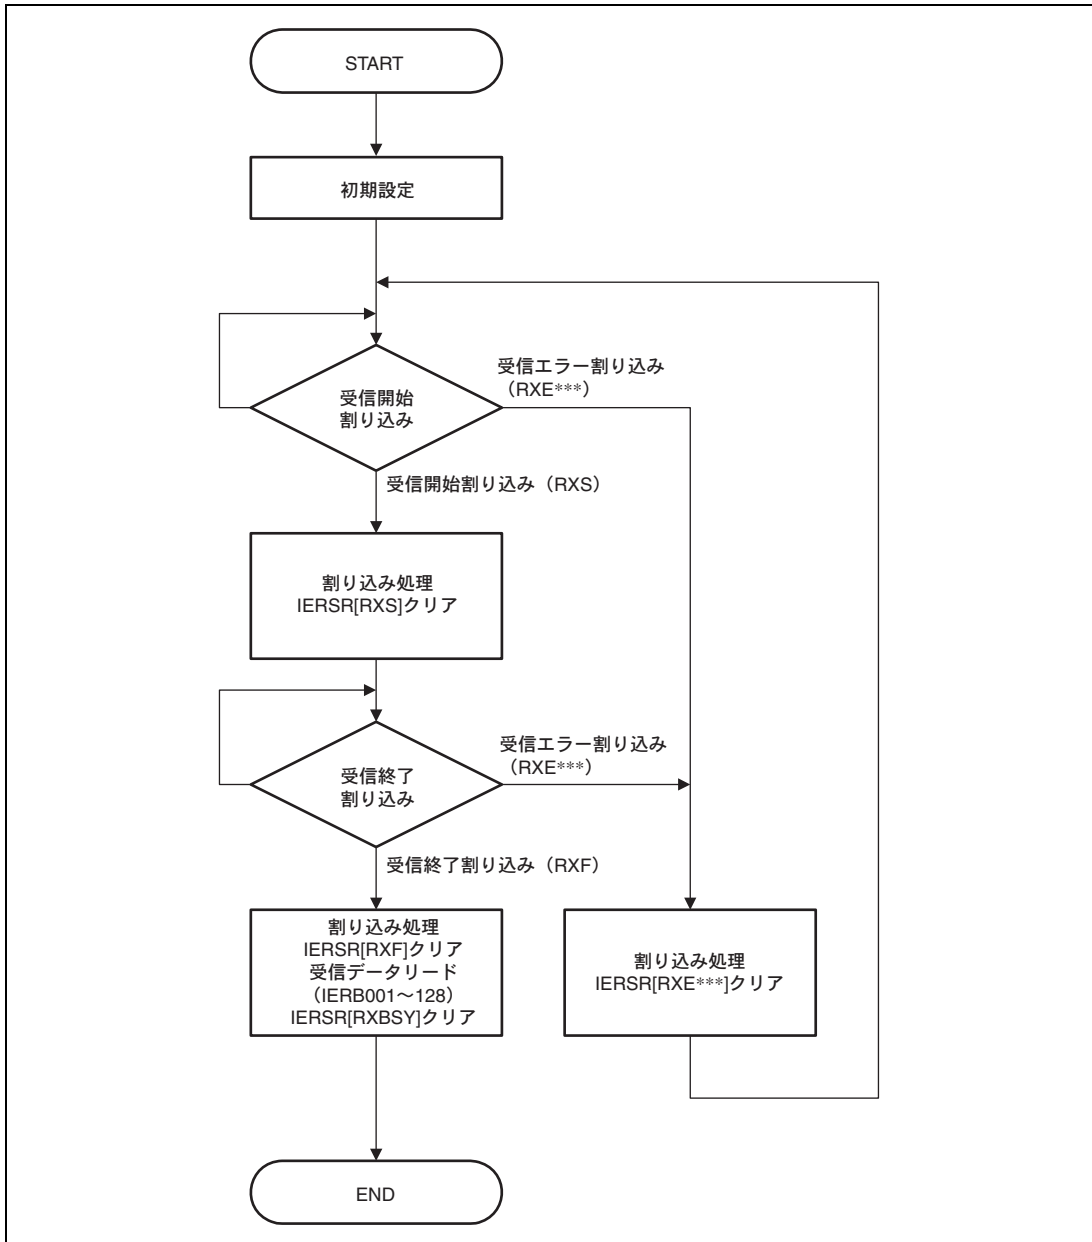 START
初期設定
受信エラー割り込み
（RXE***）
受信開始
割り込み
受信開始割り込み（RXS）
割り込み処理
IERSR[RXS]クリア
受信エラー割り込み
（RXE***）
受信終了
割り込み
受信終了割り込み（RXF）
割り込み処理
IERSR[RXF]クリア
受信データリード
（IERB001～128）
IERSR[RXBSY]クリア
割り込み処理
IERSR[RXE***]クリア
END